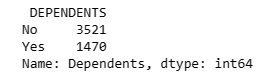 DEPENDENTS
No     3521
Yes    1470
Name: Dependents, dtype: int64